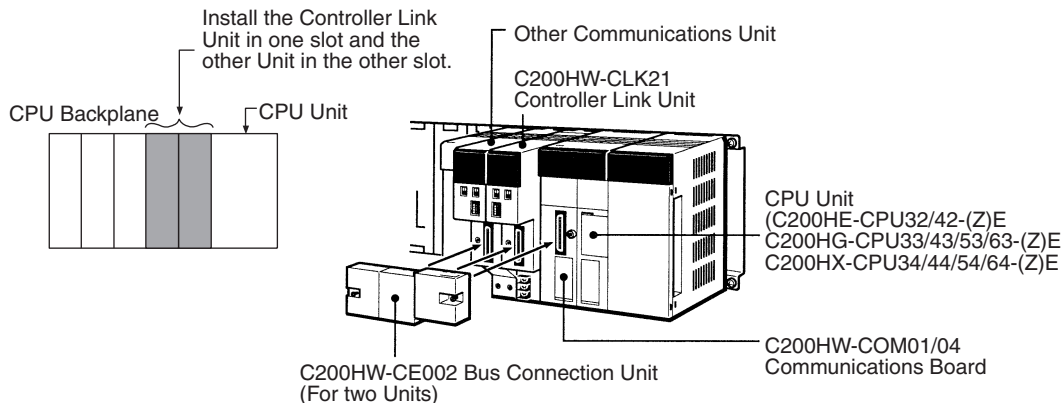 Install the Controller Link
Unit in one slot and the
other Unit in the other slot.
CPU Backplane
CPU Unit
Other Communications Unit
C200HW-CLK21
Controller Link Unit
CPU Unit
(C200HE-CPU32/42-(Z)E
C200HG-CPU33/43/53/63-(Z)E
C200HX-CPU34/44/54/64-(Z)E
C200HW-COM01/04
Communications Board
C200HW-CE002 Bus Connection Unit
(For two Units)